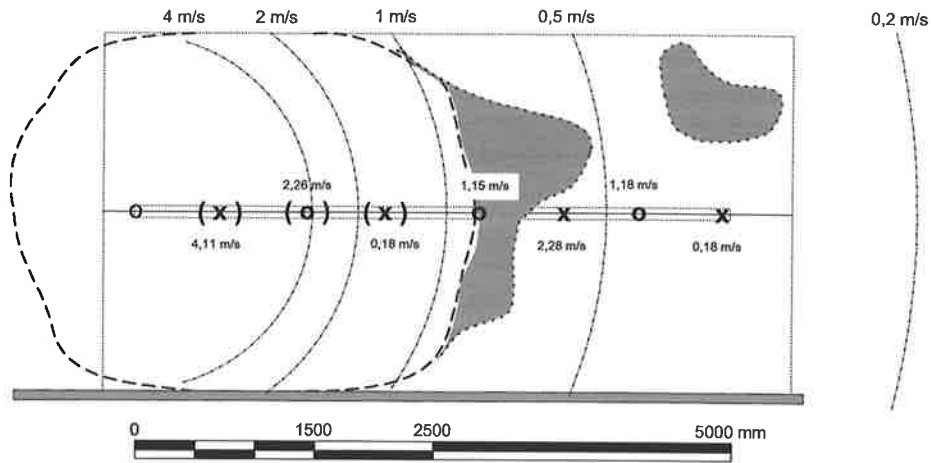 4 m/s 2 m/s 1 m/s 0,5 m/s 0,2 m/s
2,26 m/s 1,15 m/s 1,18 m/s
o (x) (o) (x) o x o x
4,11 m/s 0,18 m/s 2,28 m/s 0,18 m/s
0 1500 2500 5000 mm